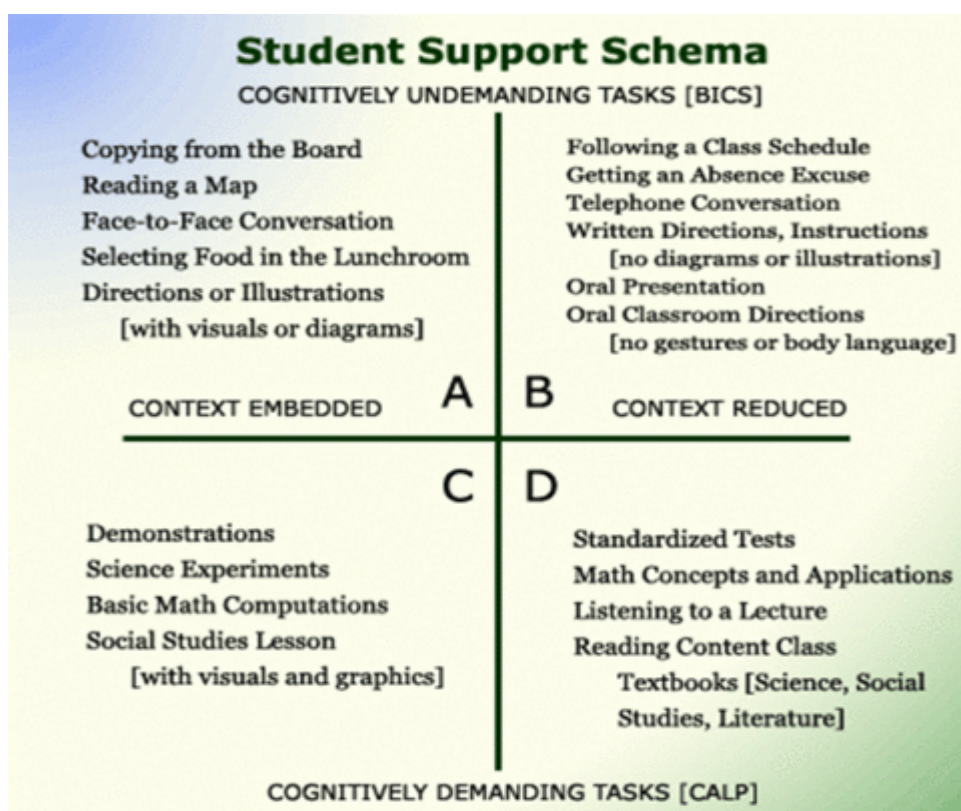 Student Support Schema
COGNITIVELY UNDEMANDING TASKS [BICS]
Copying from the Board
Reading a Map
Face-to-Face Conversation
Selecting Food in the Lunchroom
Directions or Illustrations
[with visuals or diagrams]
CONTEXT EMBEDDED
A
Following a Class Schedule
Getting an Absence Excuse
Telephone Conversation
Written Directions, Instructions
[no diagrams or illustrations]
Oral Presentation
Oral Classroom Directions
[no gestures or body language]
B
CONTEXT REDUCED
C
Demonstrations
Science Experiments
Basic Math Computations
Social Studies Lesson
[with visuals and graphics]
D
Standardized Tests
Math Concepts and Applications
Listening to a Lecture
Reading Content Class
Textbooks [Science, Social
Studies, Literature]
COGNITIVELY DEMANDING TASKS [CALP]